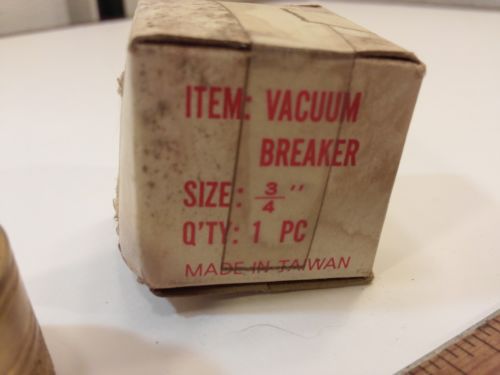 ITEM: VACUUM
BREAKER
SIZE: 3/4"
Q'TY: 1 PC
MADE IN TAIWAN